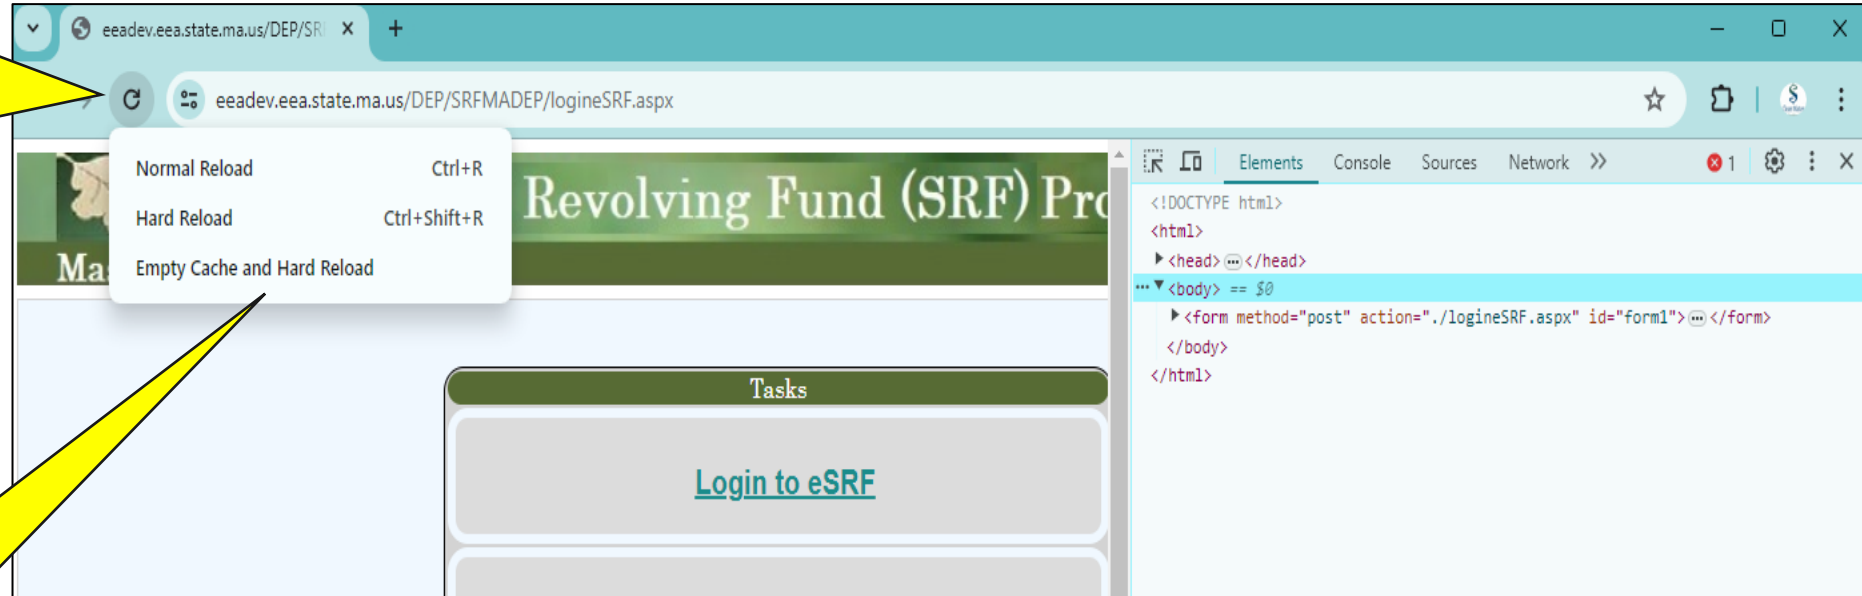 eeadev.eea.state.ma.us/DEP/SR
eeadev.eea.state.ma.us/DEP/SRFMADEP/logineSRF.aspx
Normal Reload Ctrl+R
Hard Reload Ctrl+Shift+R
Empty Cache and Hard Reload
Revolving Fund (SRF) Pro
Ma
Tasks
Login to eSRF
Elements Console Sources Network 1
<!DOCTYPE html>
<html>
<head> … </head>
… <body> == $0
<form method="post" action="./logineSRF.aspx" id="form1"> … </form>
</body>
</html>